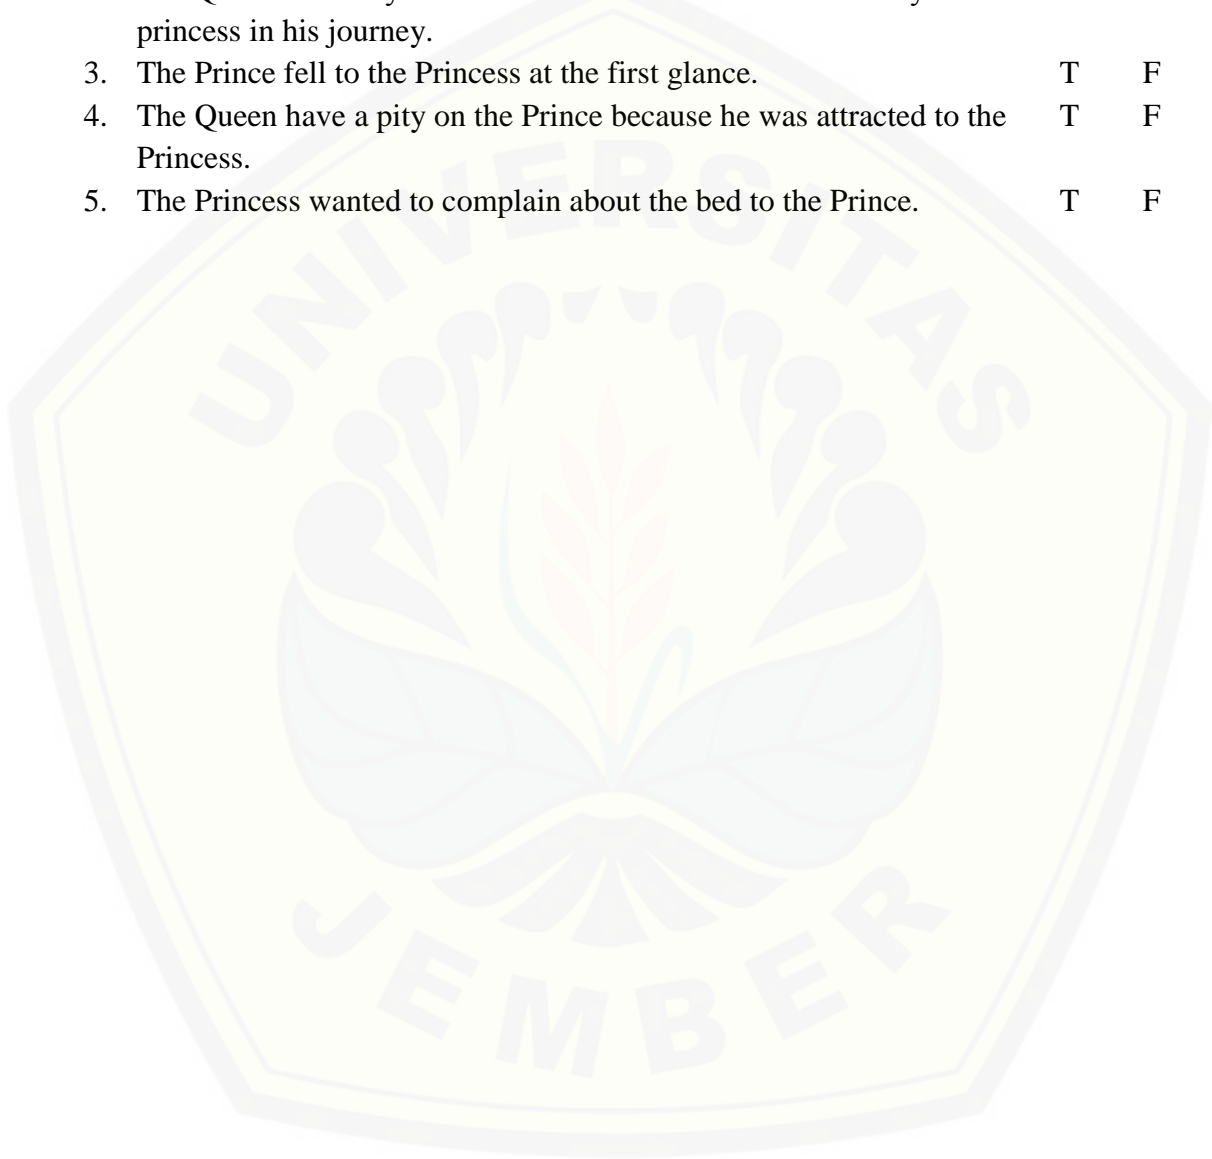 princess in his journey.
3. The Prince fell to the Princess at the first glance. T F
4. The Queen have a pity on the Prince because he was attracted to the T F
Princess.
5. The Princess wanted to complain about the bed to the Prince. T F
UNIVERSITAS
JEMBER